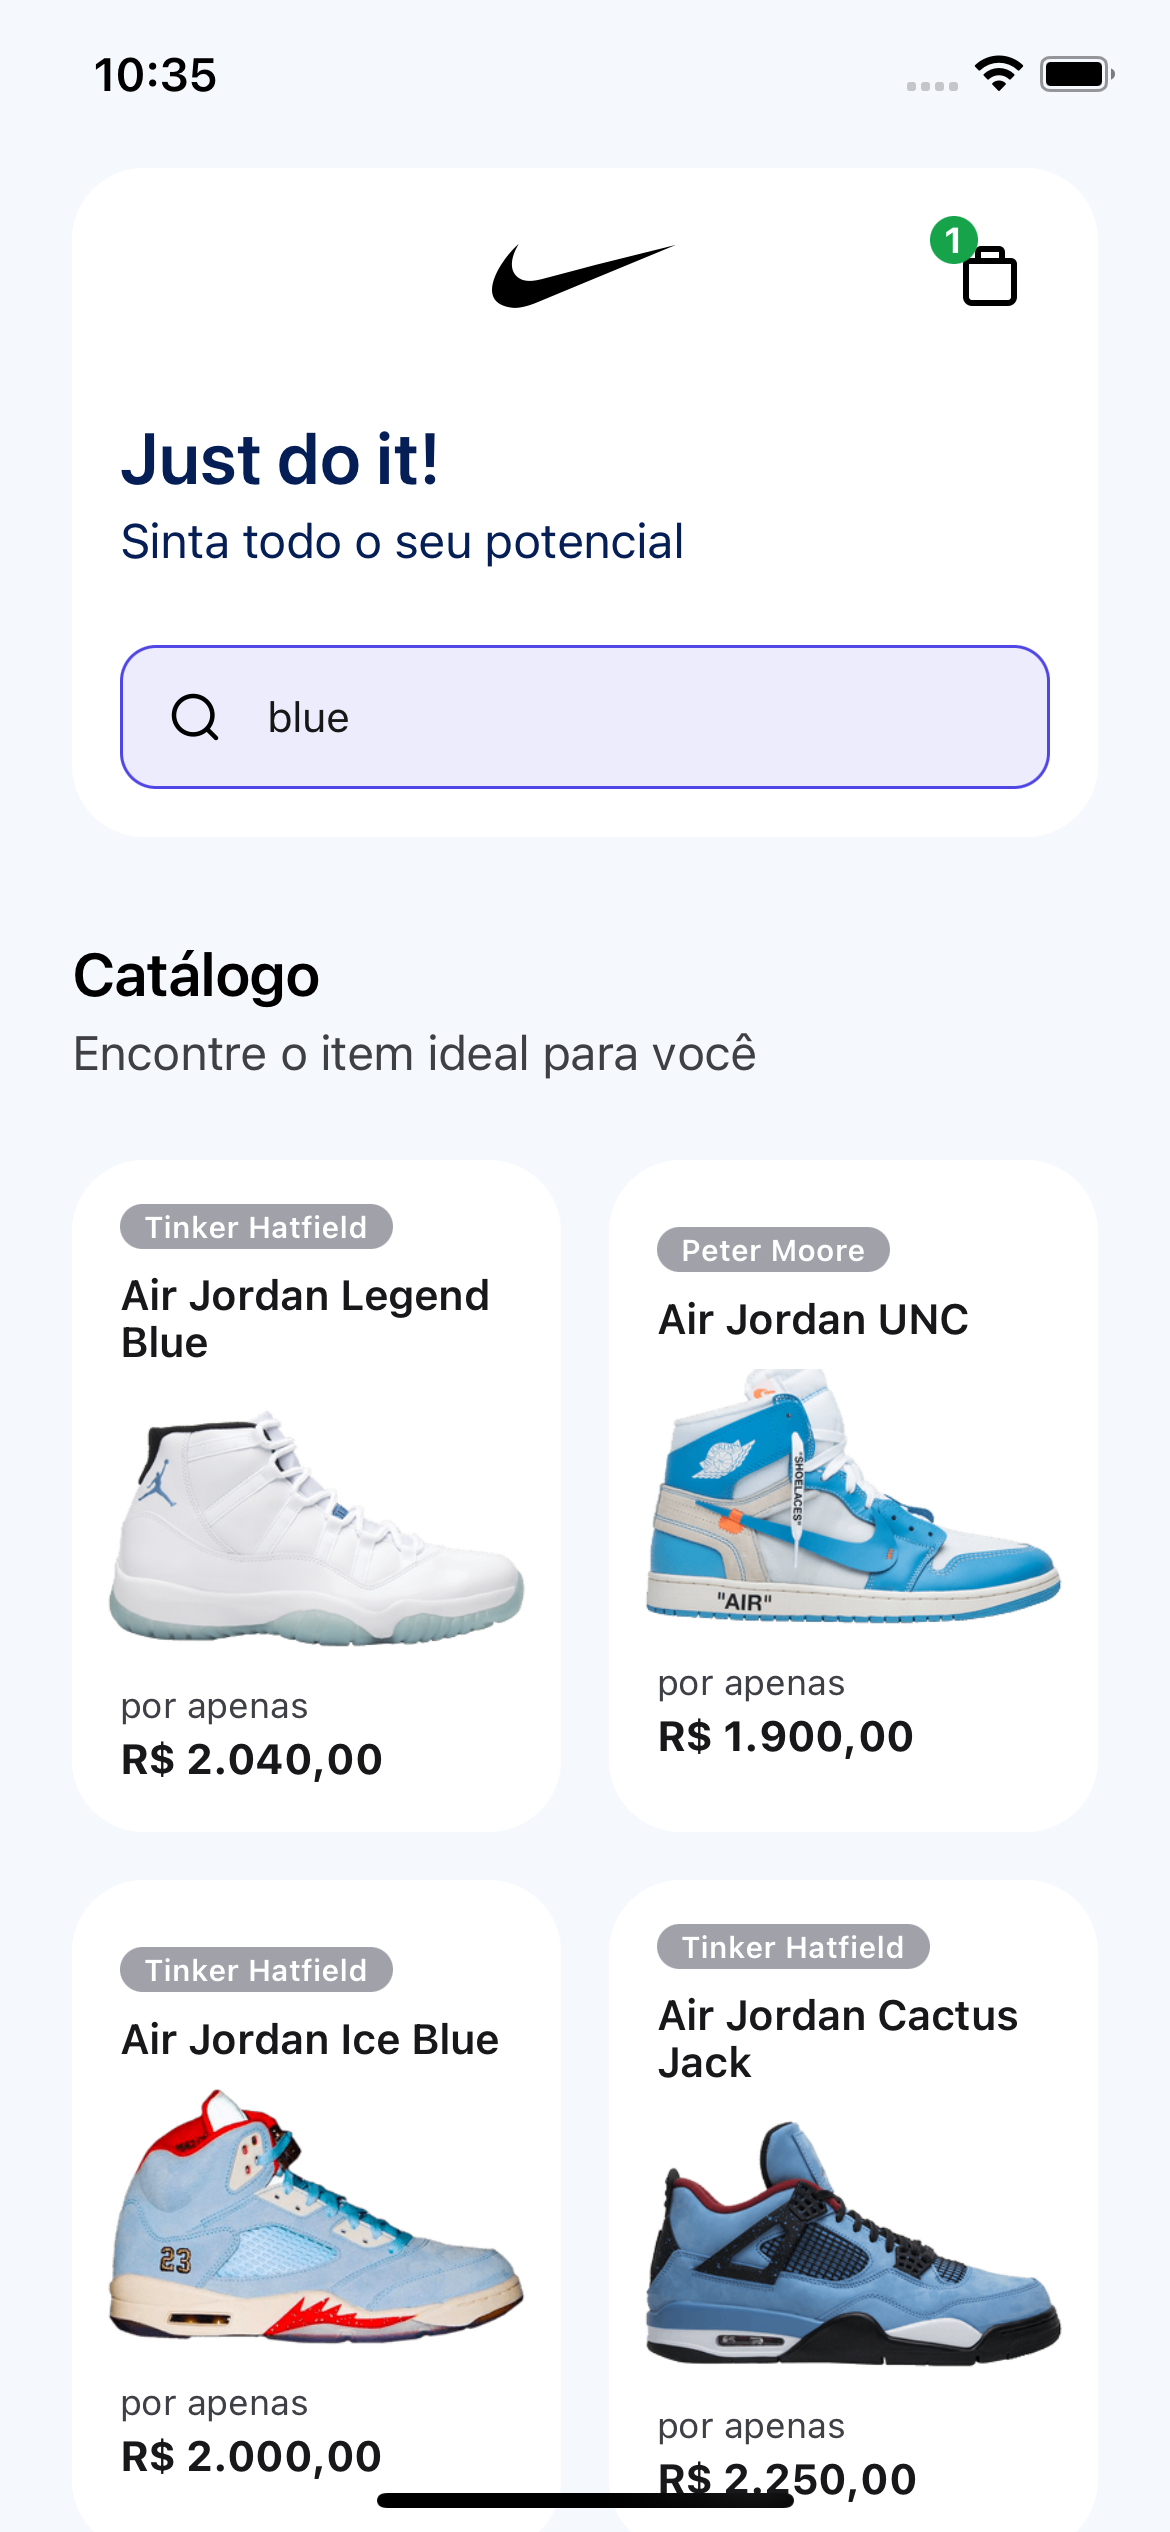 10:35
1
Just do it!
Sinta todo o seu potencial
blue
Catálogo
Encontre o item ideal para você
Tinker Hatfield
Air Jordan Legend
Blue
por apenas
R$ 2.040,00
Peter Moore
Air Jordan UNC
"SHOELACES"
"AIR"
por apenas
R$ 1.900,00
Tinker Hatfield
Air Jordan Ice Blue
23
por apenas
R$ 2.000,00
Tinker Hatfield
Air Jordan Cactus
Jack
por apenas
R$ 2.250,00